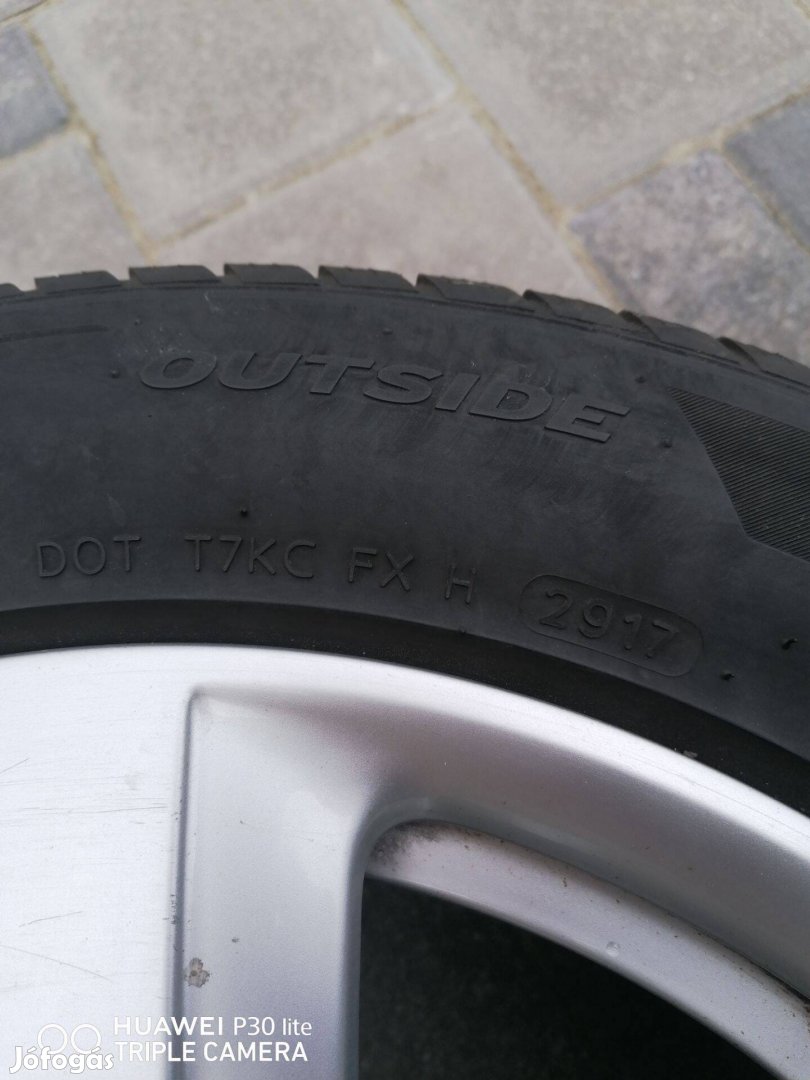 OUTSIDE
DOT T7KC FX H 2917
HUAWEI P30 lite
TRIPLE CAMERA
Jófogás